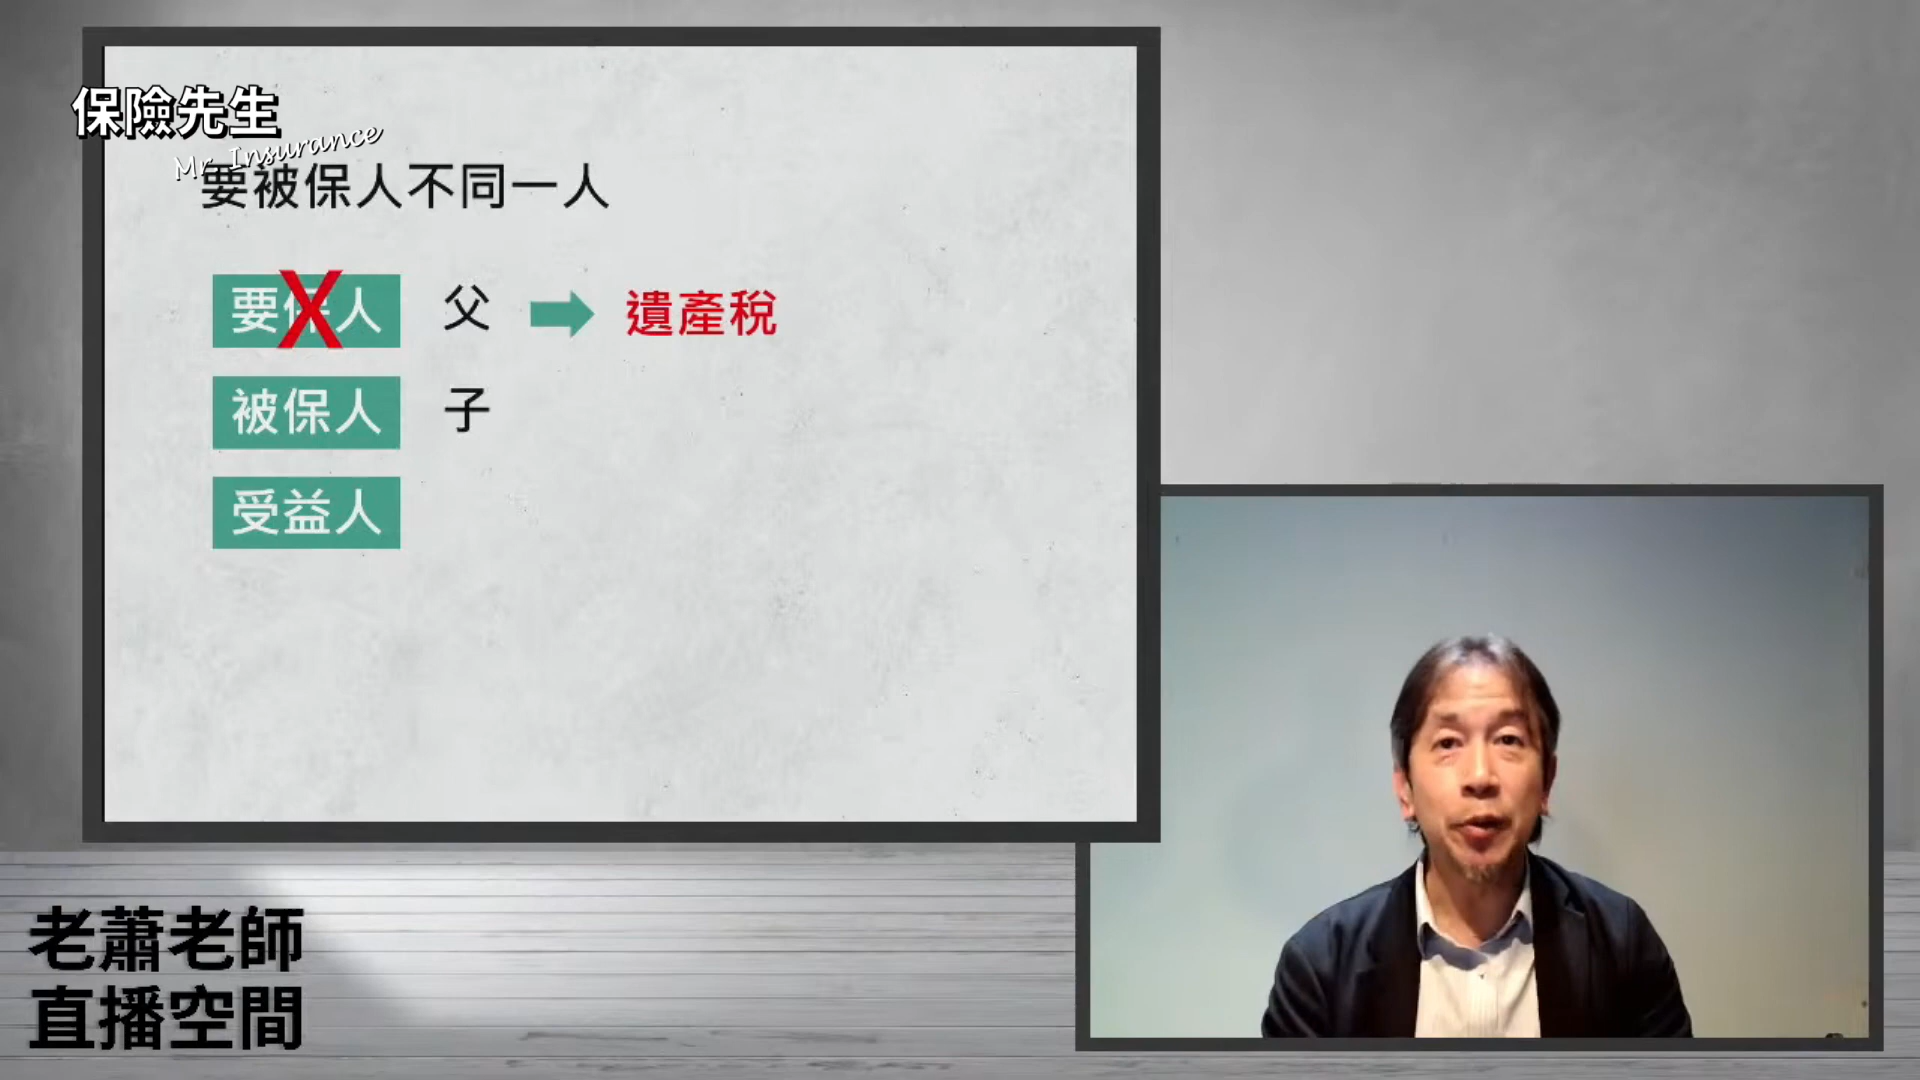 保險先生
Mr. Insurance
要被保人不同一人
要保人 X 父 遺產稅
被保人 子
受益人
老蕭老師
直播空間